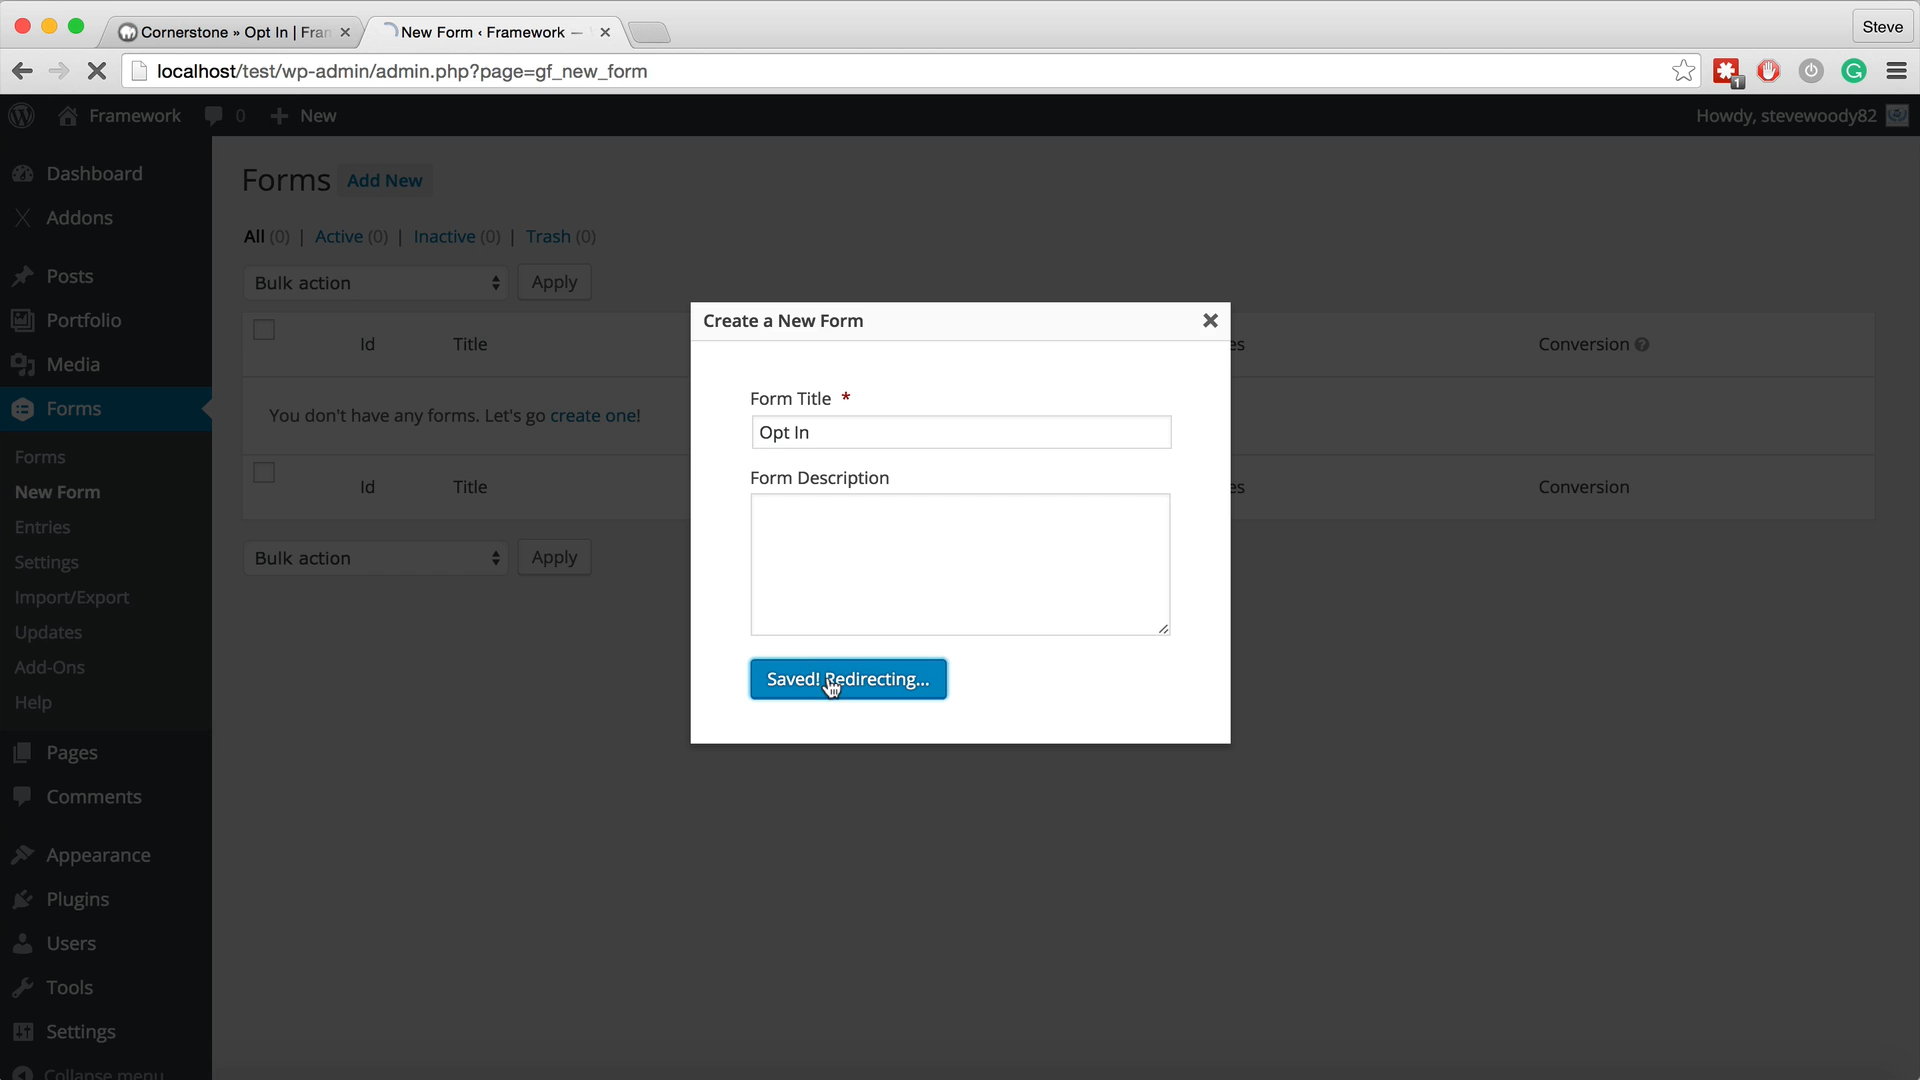 Cornerstone » Opt In | Fran
New Form ‹ Framework —
Steve
localhost/test/wp-admin/admin.php?page=gf_new_form
1
Framework
0
New
Howdy, stevewoody82
Dashboard
Addons
Posts
Portfolio
Media
Forms
Forms
New Form
Entries
Settings
Import/Export
Updates
Add-Ons
Help
Pages
Comments
Appearance
Plugins
Users
Tools
Settings
Collapse menu
Forms Add New
All (0) | Active (0) | Inactive (0) | Trash (0)
Bulk action Apply
Id Title es Conversion
You don't have any forms. Let's go create one!
Id Title es Conversion
Bulk action Apply
Create a New Form
Form Title *
Opt In
Form Description
Saved! Redirecting...